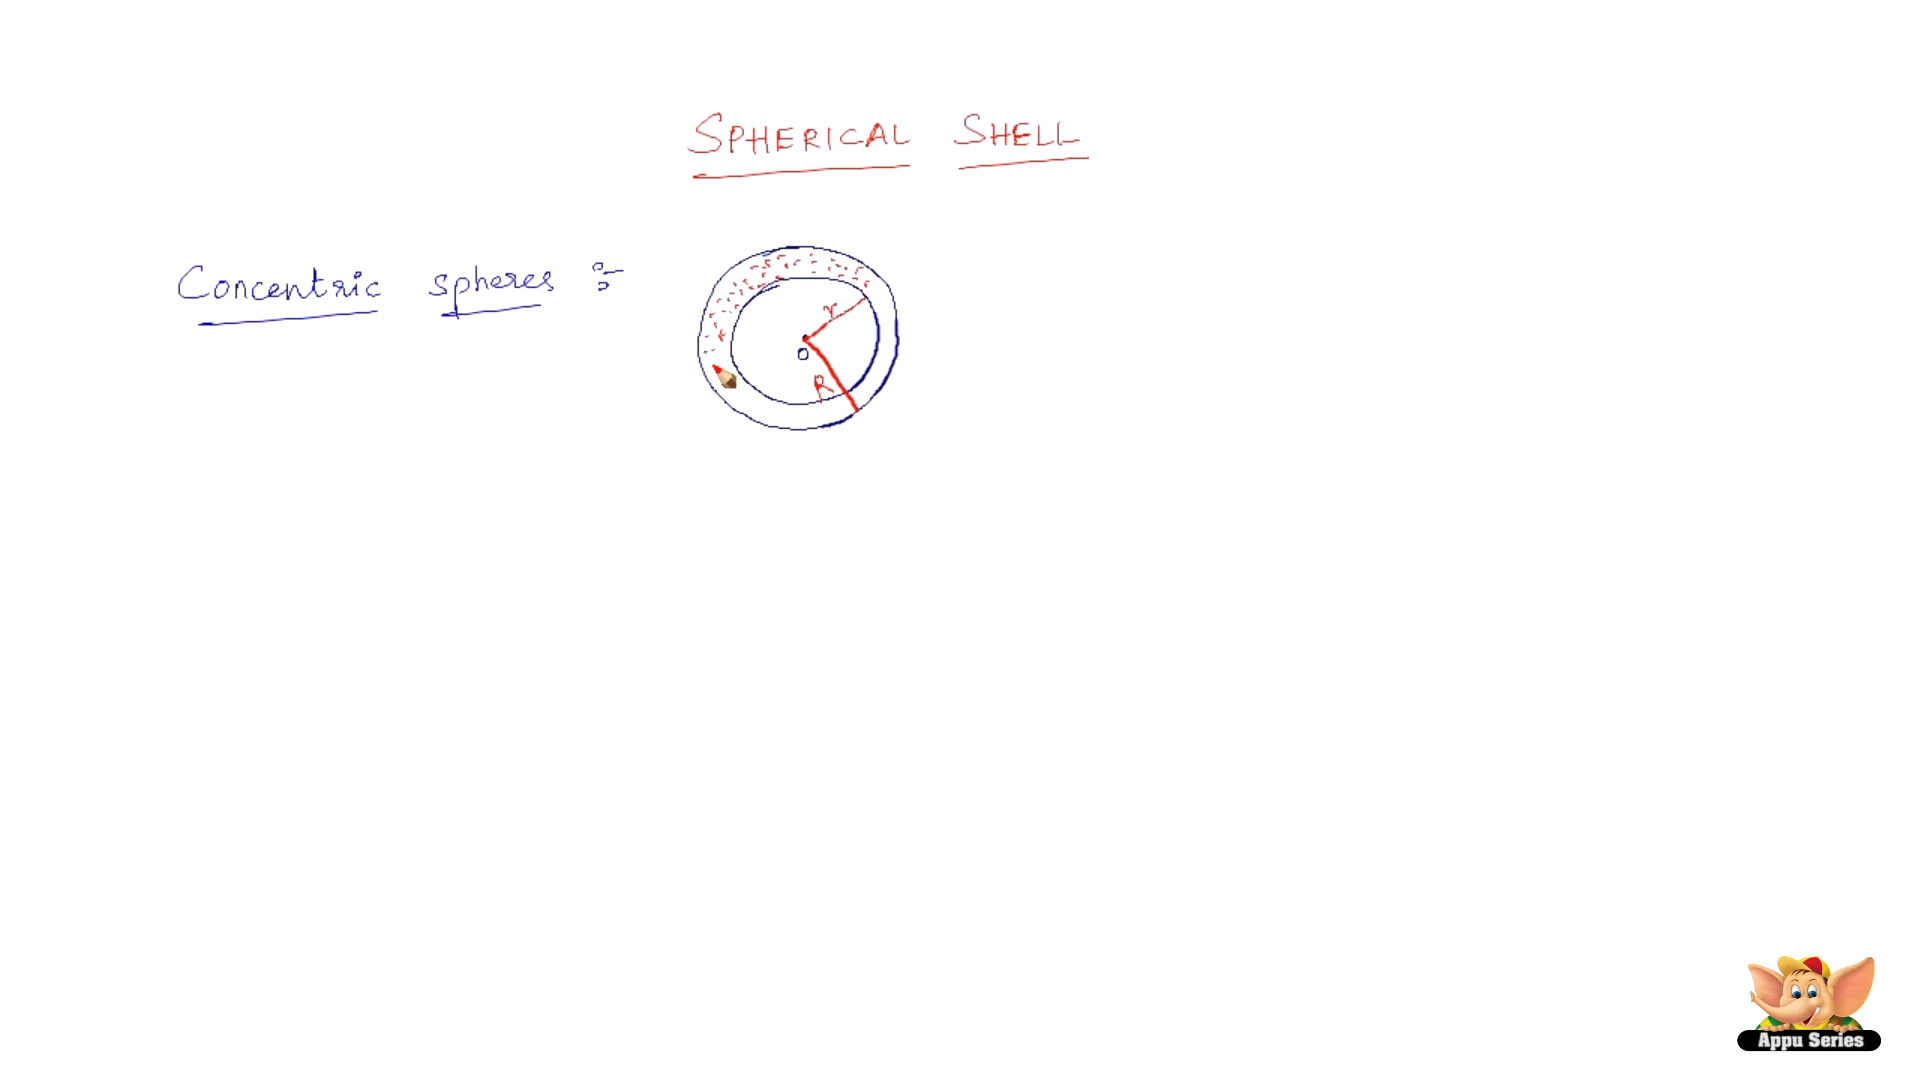 SPHERICAL SHELL
Concentric spheres :-
r
O
R
Appu Series